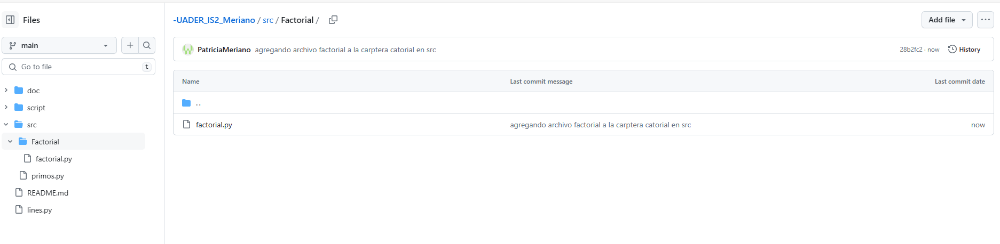 Files
main
Go to file
t
doc
script
src
Factorial
factorial.py
primos.py
README.md
lines.py
-UADER_IS2_Meriano / src / Factorial /
Add file
PatriciaMeriano agregando archivo factorial a la carptera catorial en src
28b2fc2 · now
History
Name Last commit message Last commit date
..
factorial.py agregando archivo factorial a la carptera catorial en src now